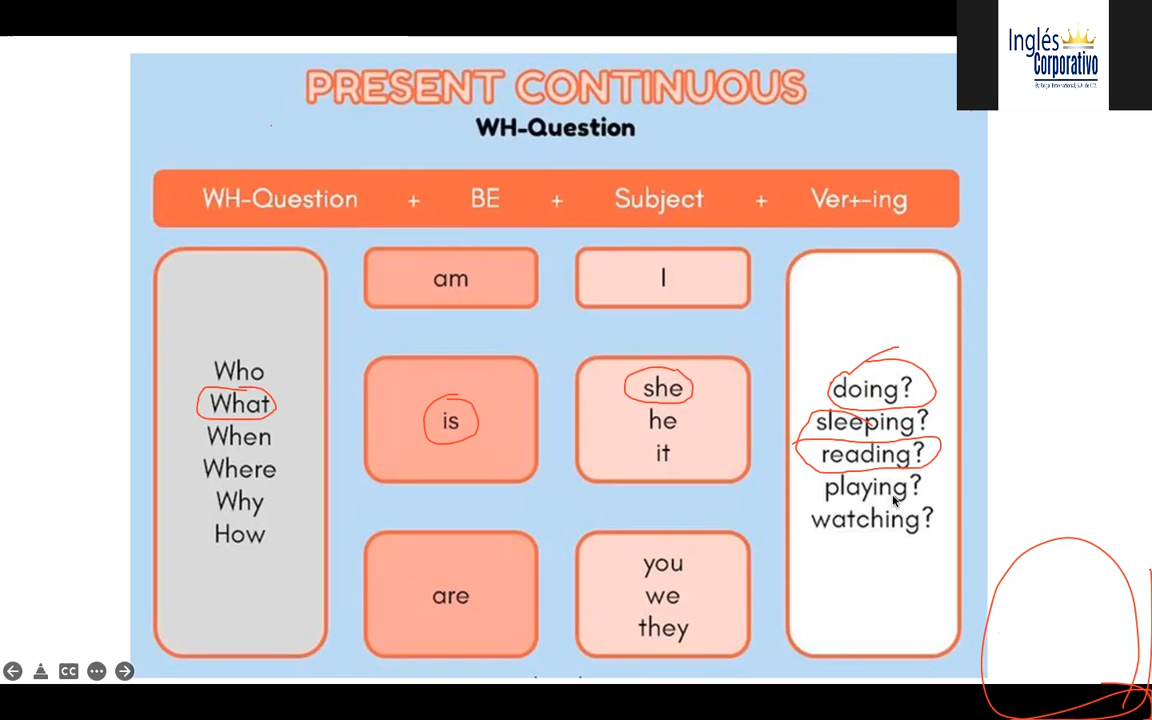 Inglés
Corporativo
PRESENT CONTINUOUS
WH-Question
WH-Question + BE + Subject + Ver+-ing
am
I
Who
What
When
Where
Why
How
is
she
he
it
doing?
sleeping?
reading?
playing?
watching?
are
you
we
they
CC